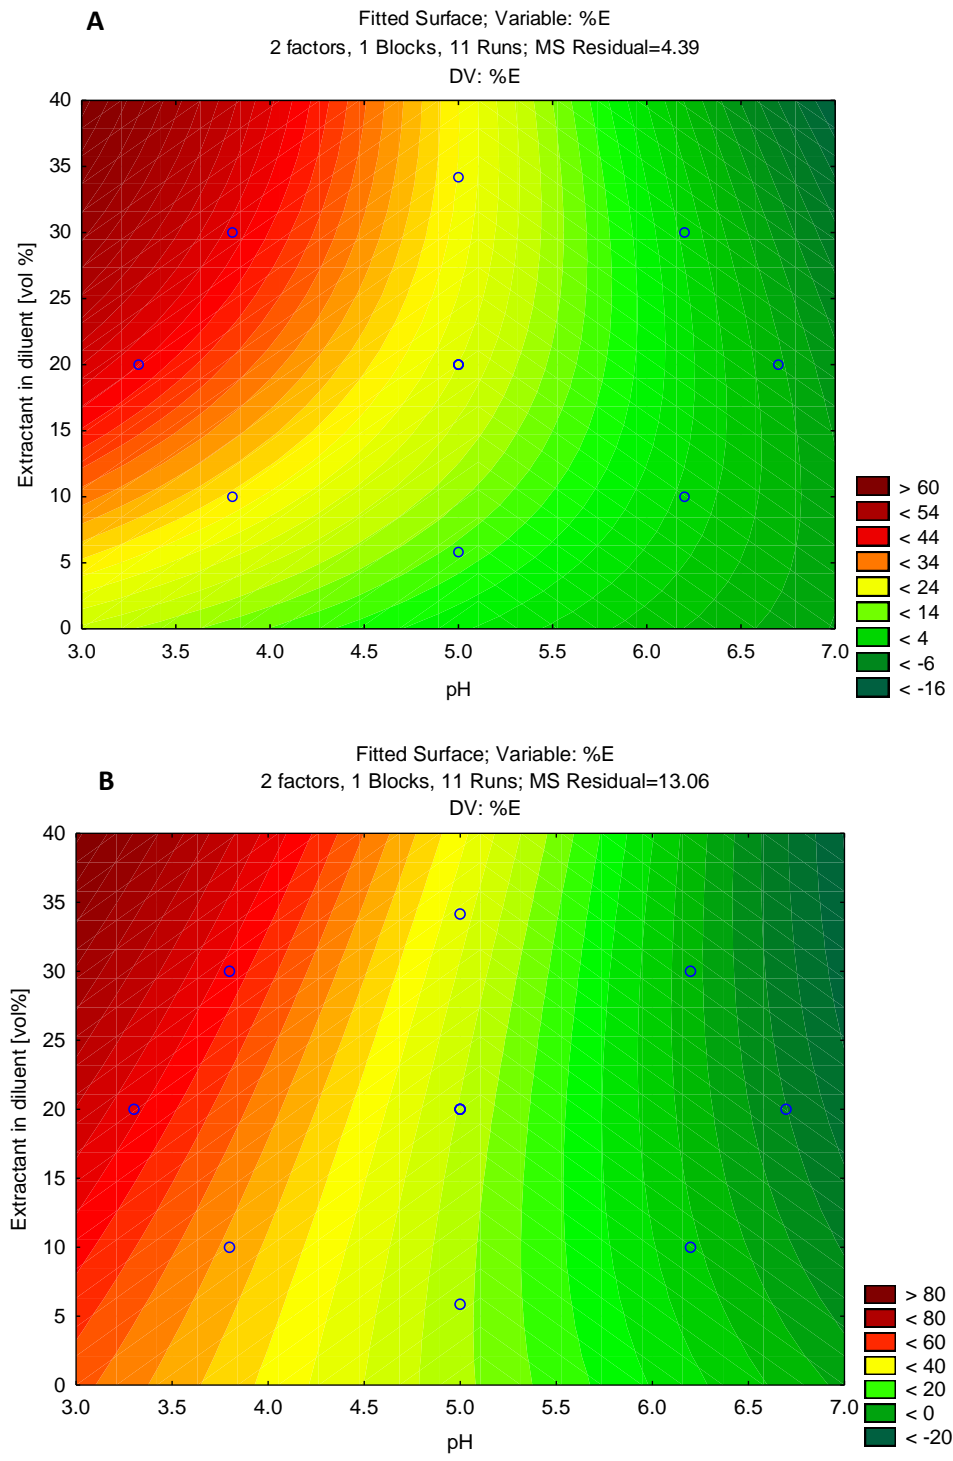 A
Fitted Surface; Variable: %E
2 factors, 1 Blocks, 11 Runs; MS Residual=4.39
DV: %E
40
35
30
25
20
15
10
5
0
Extractant in diluent [vol %]
3.0 3.5 4.0 4.5 5.0 5.5 6.0 6.5 7.0
pH
> 60
< 54
< 44
< 34
< 24
< 14
< 4
< -6
< -16
Fitted Surface; Variable: %E
B
2 factors, 1 Blocks, 11 Runs; MS Residual=13.06
DV: %E
40
35
30
25
20
15
10
5
0
Extractant in diluent [vol%]
3.0 3.5 4.0 4.5 5.0 5.5 6.0 6.5 7.0
pH
> 80
< 80
< 60
< 40
< 20
< 0
< -20